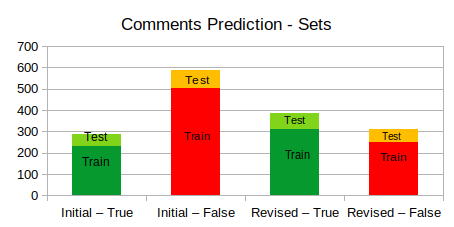 Comments Prediction - Sets
700
600
500
400
300
200
100
0
Test
Train
Test
Train
Test
Train
Test
Train
Initial – True
Initial – False
Revised – True
Revised – False